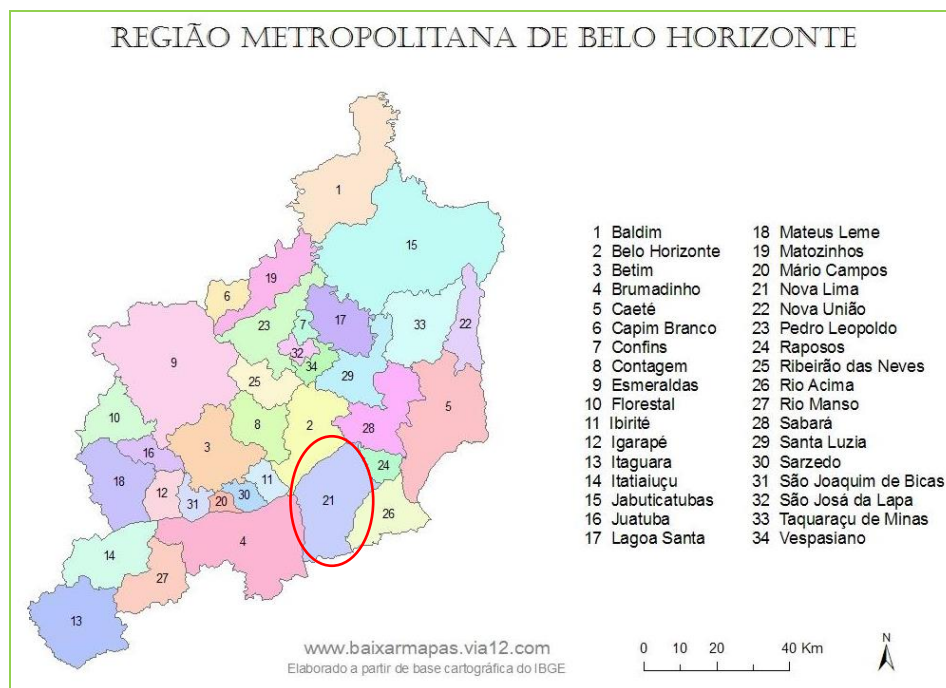 REGIÃO METROPOLITANA DE BELO HORIZONTE
1
15
19
6
23
7
17
33
22
32
34
9
29
25
5
10
8
2
28
16
3
24
11
18
12
31
20
30
21
26
4
14
27
13
1 Baldim
2 Belo Horizonte
3 Betim
4 Brumadinho
5 Caeté
6 Capim Branco
7 Confins
8 Contagem
9 Esmeraldas
10 Florestal
11 Ibirité
12 Igarapé
13 Itaguara
14 Itatiaiuçu
15 Jabuticatubas
16 Juatuba
17 Lagoa Santa
18 Mateus Leme
19 Matozinhos
20 Mário Campos
21 Nova Lima
22 Nova União
23 Pedro Leopoldo
24 Raposos
25 Ribeirão das Neves
26 Rio Acima
27 Rio Manso
28 Sabará
29 Santa Luzia
30 Sarzedo
31 São Joaquim de Bicas
32 São José da Lapa
33 Taquaraçu de Minas
34 Vespasiano
www.baixarmapas.via12.com
Elaborado a partir de base cartográfica do IBGE
0 10 20 40 Km
N